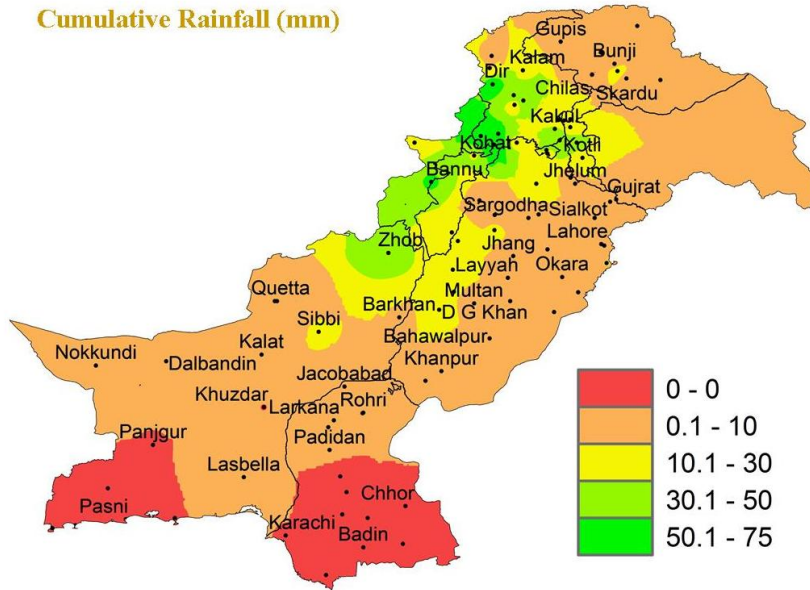 Cumulative Rainfall (mm)
Gupis
Kalam
Bunji
Dir
Chilas
Skardu
Kakul
Kohat
Kotli
Bannu
Jhelum
Gujrat
Sargodha
Sialkot
Zhob
Lahore
Jhang
Layyah
Okara
Quetta
Multan
Barkhan
D G Khan
Sibbi
Bahawalpur
Kalat
Nokkundi
Dalbandin
Khanpur
Jacobabad
Khuzdar
Larkana
Rohri
Panjgur
Padidan
Lasbella
Pasni
Chhor
Karachi
Badin
0 - 0
0.1 - 10
10.1 - 30
30.1 - 50
50.1 - 75